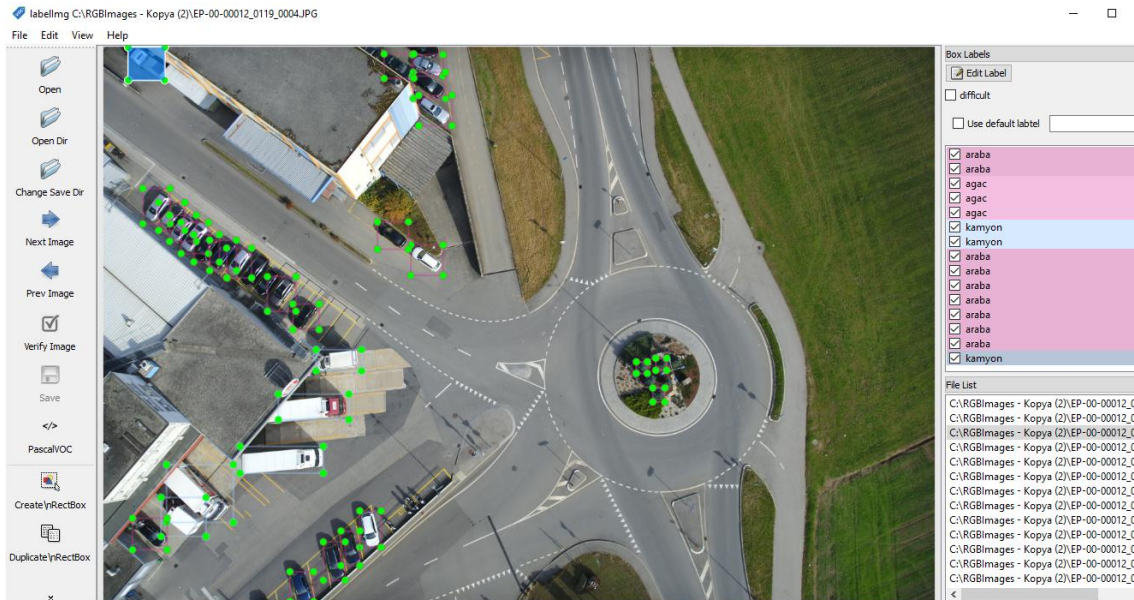 labelImg C:\RGBImages - Kopya (2)\EP-00-00012_0119_0004.JPG
File Edit View Help
Open
Open Dir
Change Save Dir
Next Image
Prev Image
Verify Image
Save
</>
PascalVOC
Create\nRectBox
Duplicate\nRectBox
Box Labels
Edit Label
difficult
Use default labtel
araba
araba
agac
agac
agac
kamyon
kamyon
araba
araba
araba
araba
araba
araba
araba
kamyon
File List
C:\RGBImages - Kopya (2)\EP-00-00012_0
C:\RGBImages - Kopya (2)\EP-00-00012_0
C:\RGBImages - Kopya (2)\EP-00-00012_0
C:\RGBImages - Kopya (2)\EP-00-00012_0
C:\RGBImages - Kopya (2)\EP-00-00012_0
C:\RGBImages - Kopya (2)\EP-00-00012_0
C:\RGBImages - Kopya (2)\EP-00-00012_0
C:\RGBImages - Kopya (2)\EP-00-00012_0
C:\RGBImages - Kopya (2)\EP-00-00012_0
C:\RGBImages - Kopya (2)\EP-00-00012_0
C:\RGBImages - Kopya (2)\EP-00-00012_0
C:\RGBImages - Kopya (2)\EP-00-00012_0
C:\RGBImages - Kopya (2)\EP-00-00012_0